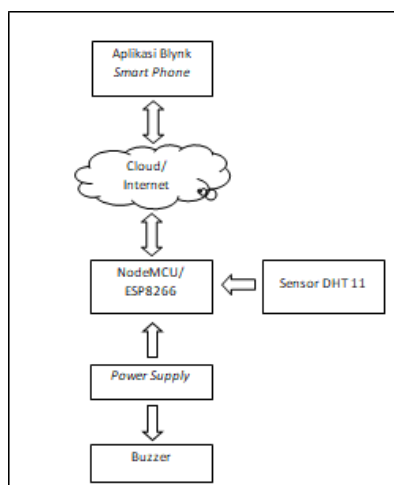 Aplikasi Blynk
Smart Phone
Cloud/
Internet
NodeMCU/
ESP8266
Sensor DHT 11
Power Supply
Buzzer